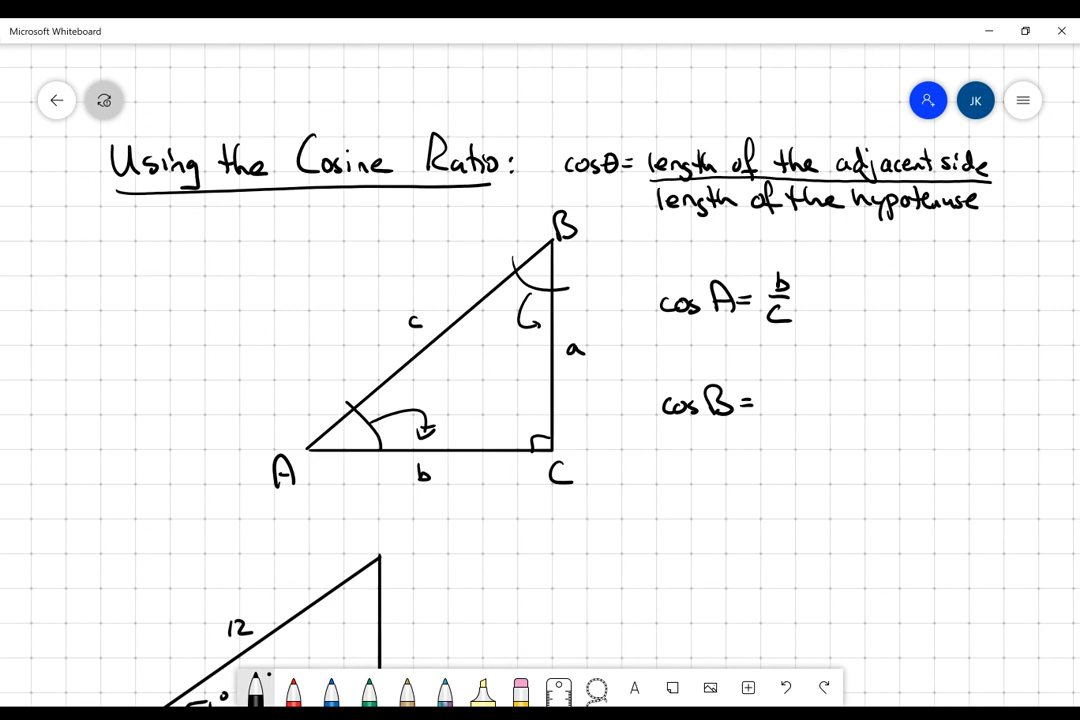 Microsoft Whiteboard
JK
Using the Cosine Ratio: cosθ = length of the adjacent side
length of the hypotenuse
B
cos A = b
c
c
a
cos B =
A
b
C
12
A